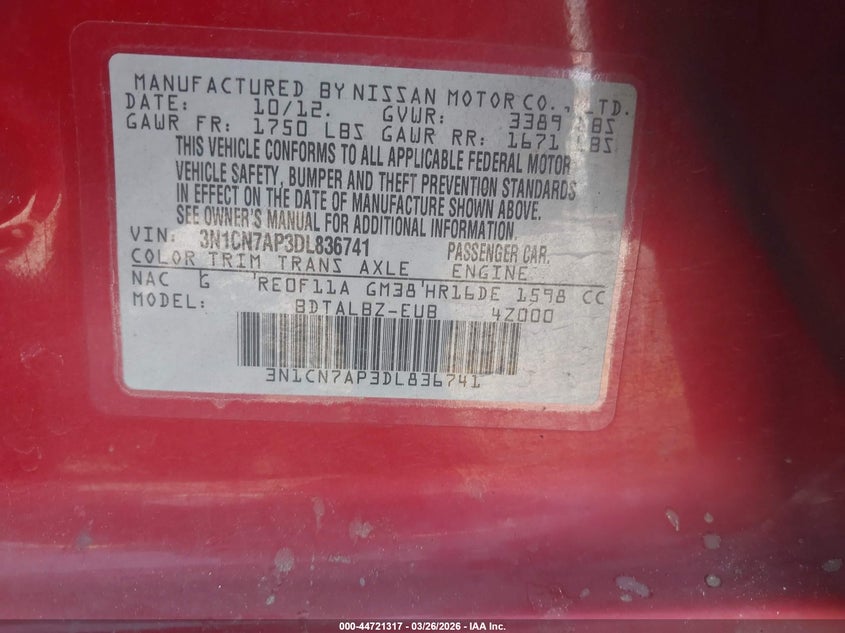 MANUFACTURED BY NISSAN MOTOR CO., LTD.
DATE: 10/12. GVWR: 3389 LBS
GAWR FR: 1750 LBS GAWR RR: 1671 LBS
THIS VEHICLE CONFORMS TO ALL APPLICABLE FEDERAL MOTOR
VEHICLE SAFETY, BUMPER AND THEFT PREVENTION STANDARDS
IN EFFECT ON THE DATE OF MANUFACTURE SHOWN ABOVE.
SEE OWNER'S MANUAL FOR ADDITIONAL INFORMATION.
VIN: 3N1CN7AP3DL836741 PASSENGER CAR.
COLOR TRIM TRANS AXLE ENGINE
NAC G 'RE0F11A GM38'HR16DE 1598 CC
MODEL: BDTALBZ-EUB 4Z000
3N1CN7AP3DL836741
000-44721317 | 03/26/2026 - IAA Inc.